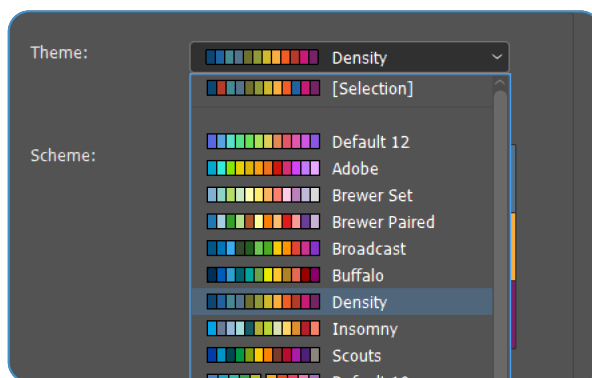 Theme:
Density
[Selection]
Default 12
Scheme:
Adobe
Brewer Set
Brewer Paired
Broadcast
Buffalo
Density
Insomny
Scouts